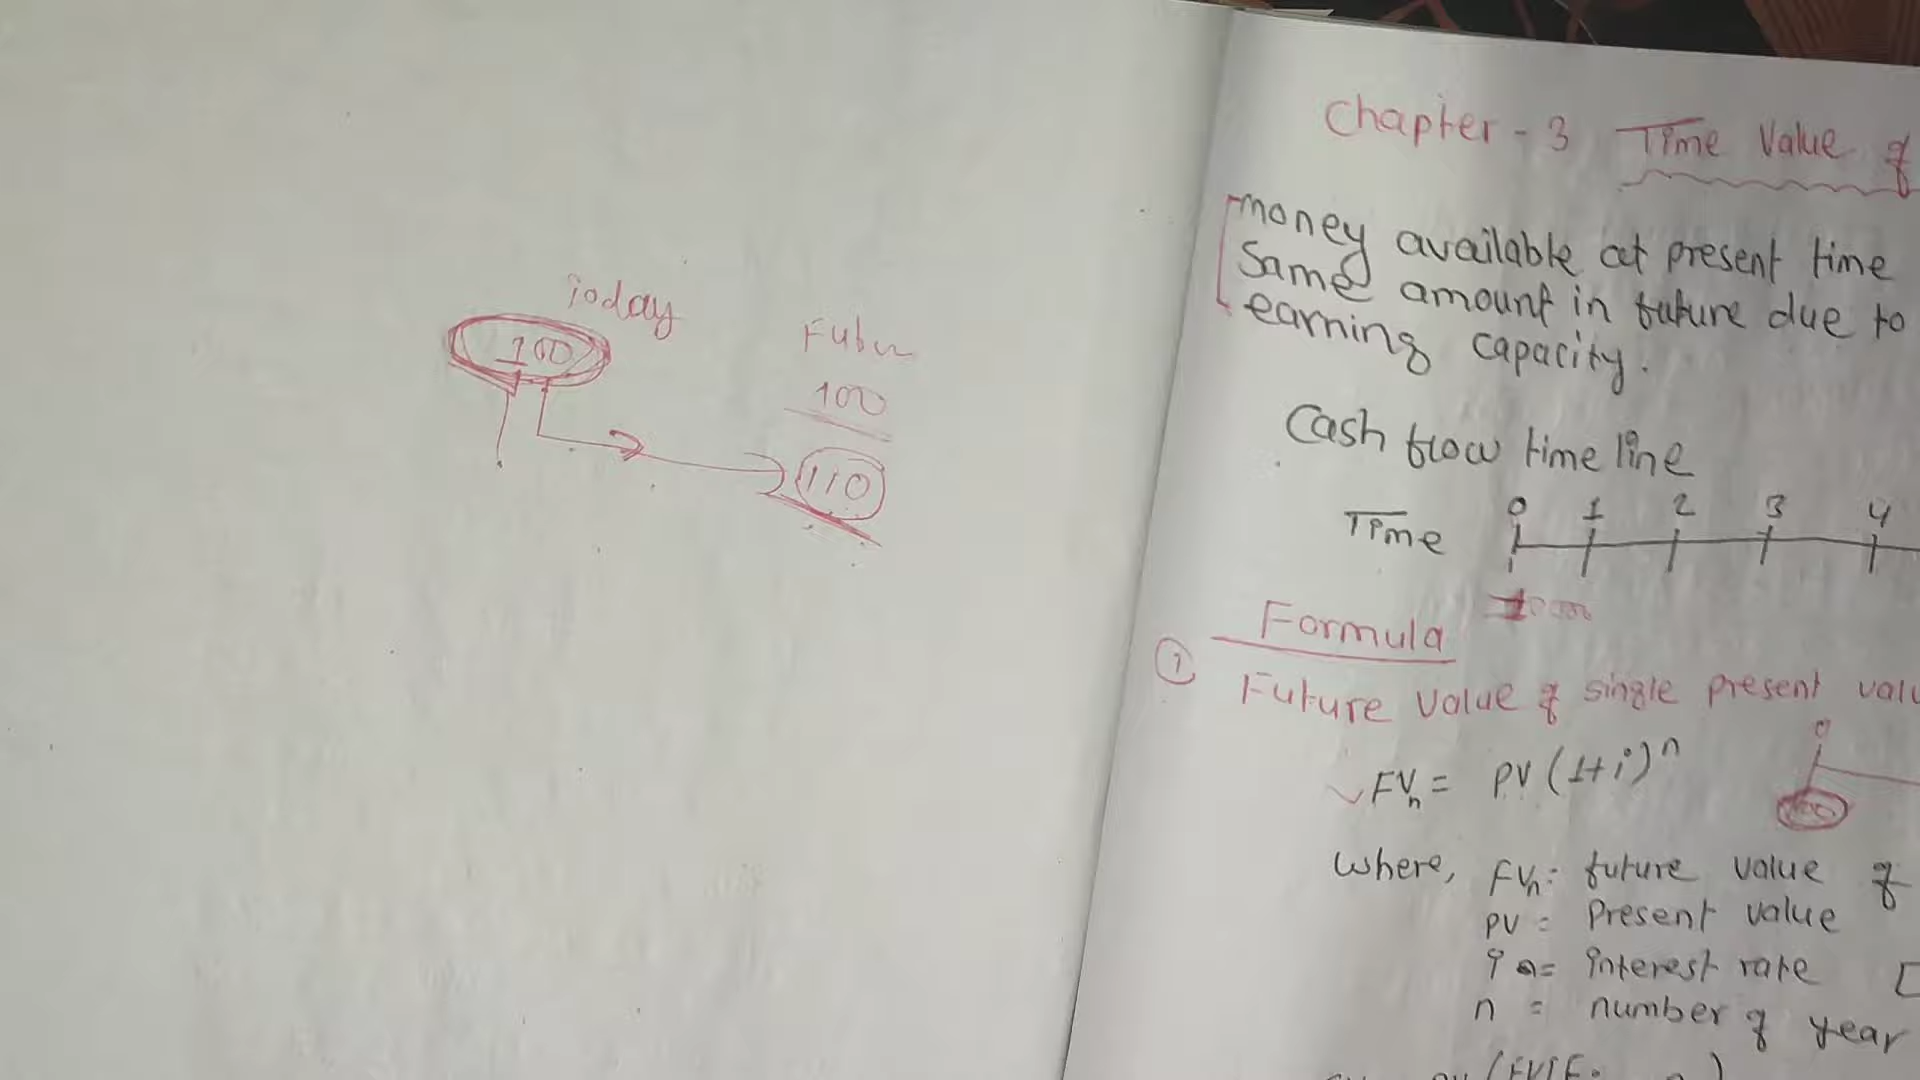 today
100
Futur
100
110
Chapter - 3 Time Value of
money available at present time
Same amount in future due to
earning capacity.
Cash flow time line
0 1 2 3 4
Time
Formula
① Future value of single present valu
0
FVn = PV (1+i)^n
where, FVn = future value of
PV = Present value
i = interest rate [
n = number of year